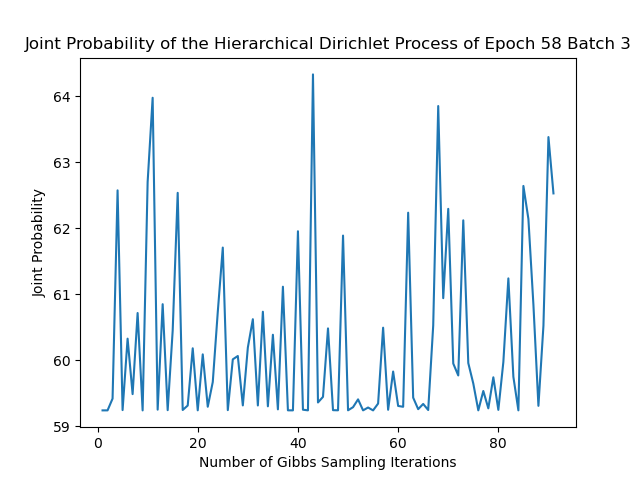 Joint Probability of the Hierarchical Dirichlet Process of Epoch 58 Batch 3
64
63
62
61
60
59
Joint Probability
0 20 40 60 80
Number of Gibbs Sampling Iterations